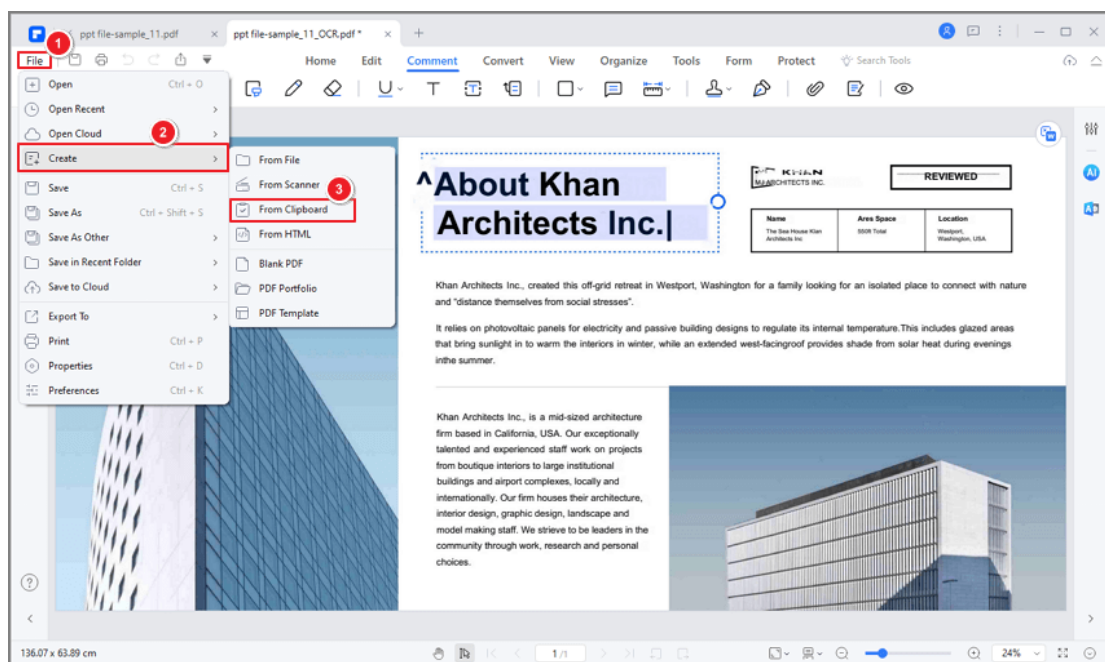 ppt file-sample_11.pdf
ppt file-sample_11_OCR.pdf *
1
File
Home Edit Comment Convert View Organize Tools Form Protect Search Tools
Open Ctrl + O
Open Recent
Open Cloud
2
Create
Save Ctrl + S
Save As Ctrl + Shift + S
Save As Other
Save in Recent Folder
Save to Cloud
Export To
Print Ctrl + P
Properties Ctrl + D
Preferences Ctrl + K
From File
From Scanner
3
From Clipboard
From HTML
Blank PDF
PDF Portfolio
PDF Template
^About Khan
Architects Inc.
KHAN
ARCHITECTS INC.
REVIEWED
Name Ares Space Location
The Sea House Klan 5509 Total Westport,
Architects Inc Washington, USA
Khan Architects Inc., created this off-grid retreat in Westport, Washington for a family looking for an isolated place to connect with nature
and "distance themselves from social stresses".
It relies on photovoltaic panels for electricity and passive building designs to regulate its internal temperature.This includes glazed areas
that bring sunlight in to warm the interiors in winter, while an extended west-facingroof provides shade from solar heat during evenings
inthe summer.
Khan Architects Inc., is a mid-sized architecture
firm based in California, USA. Our exceptionally
talented and experienced staff work on projects
from boutique interiors to large institutional
buildings and airport complexes, locally and
internationally. Our firm houses their architecture,
interior design, graphic design, landscape and
model making staff. We strieve to be leaders in the
community through work, research and personal
choices.
AI
136.07 x 63.89 cm
1 /1
24%